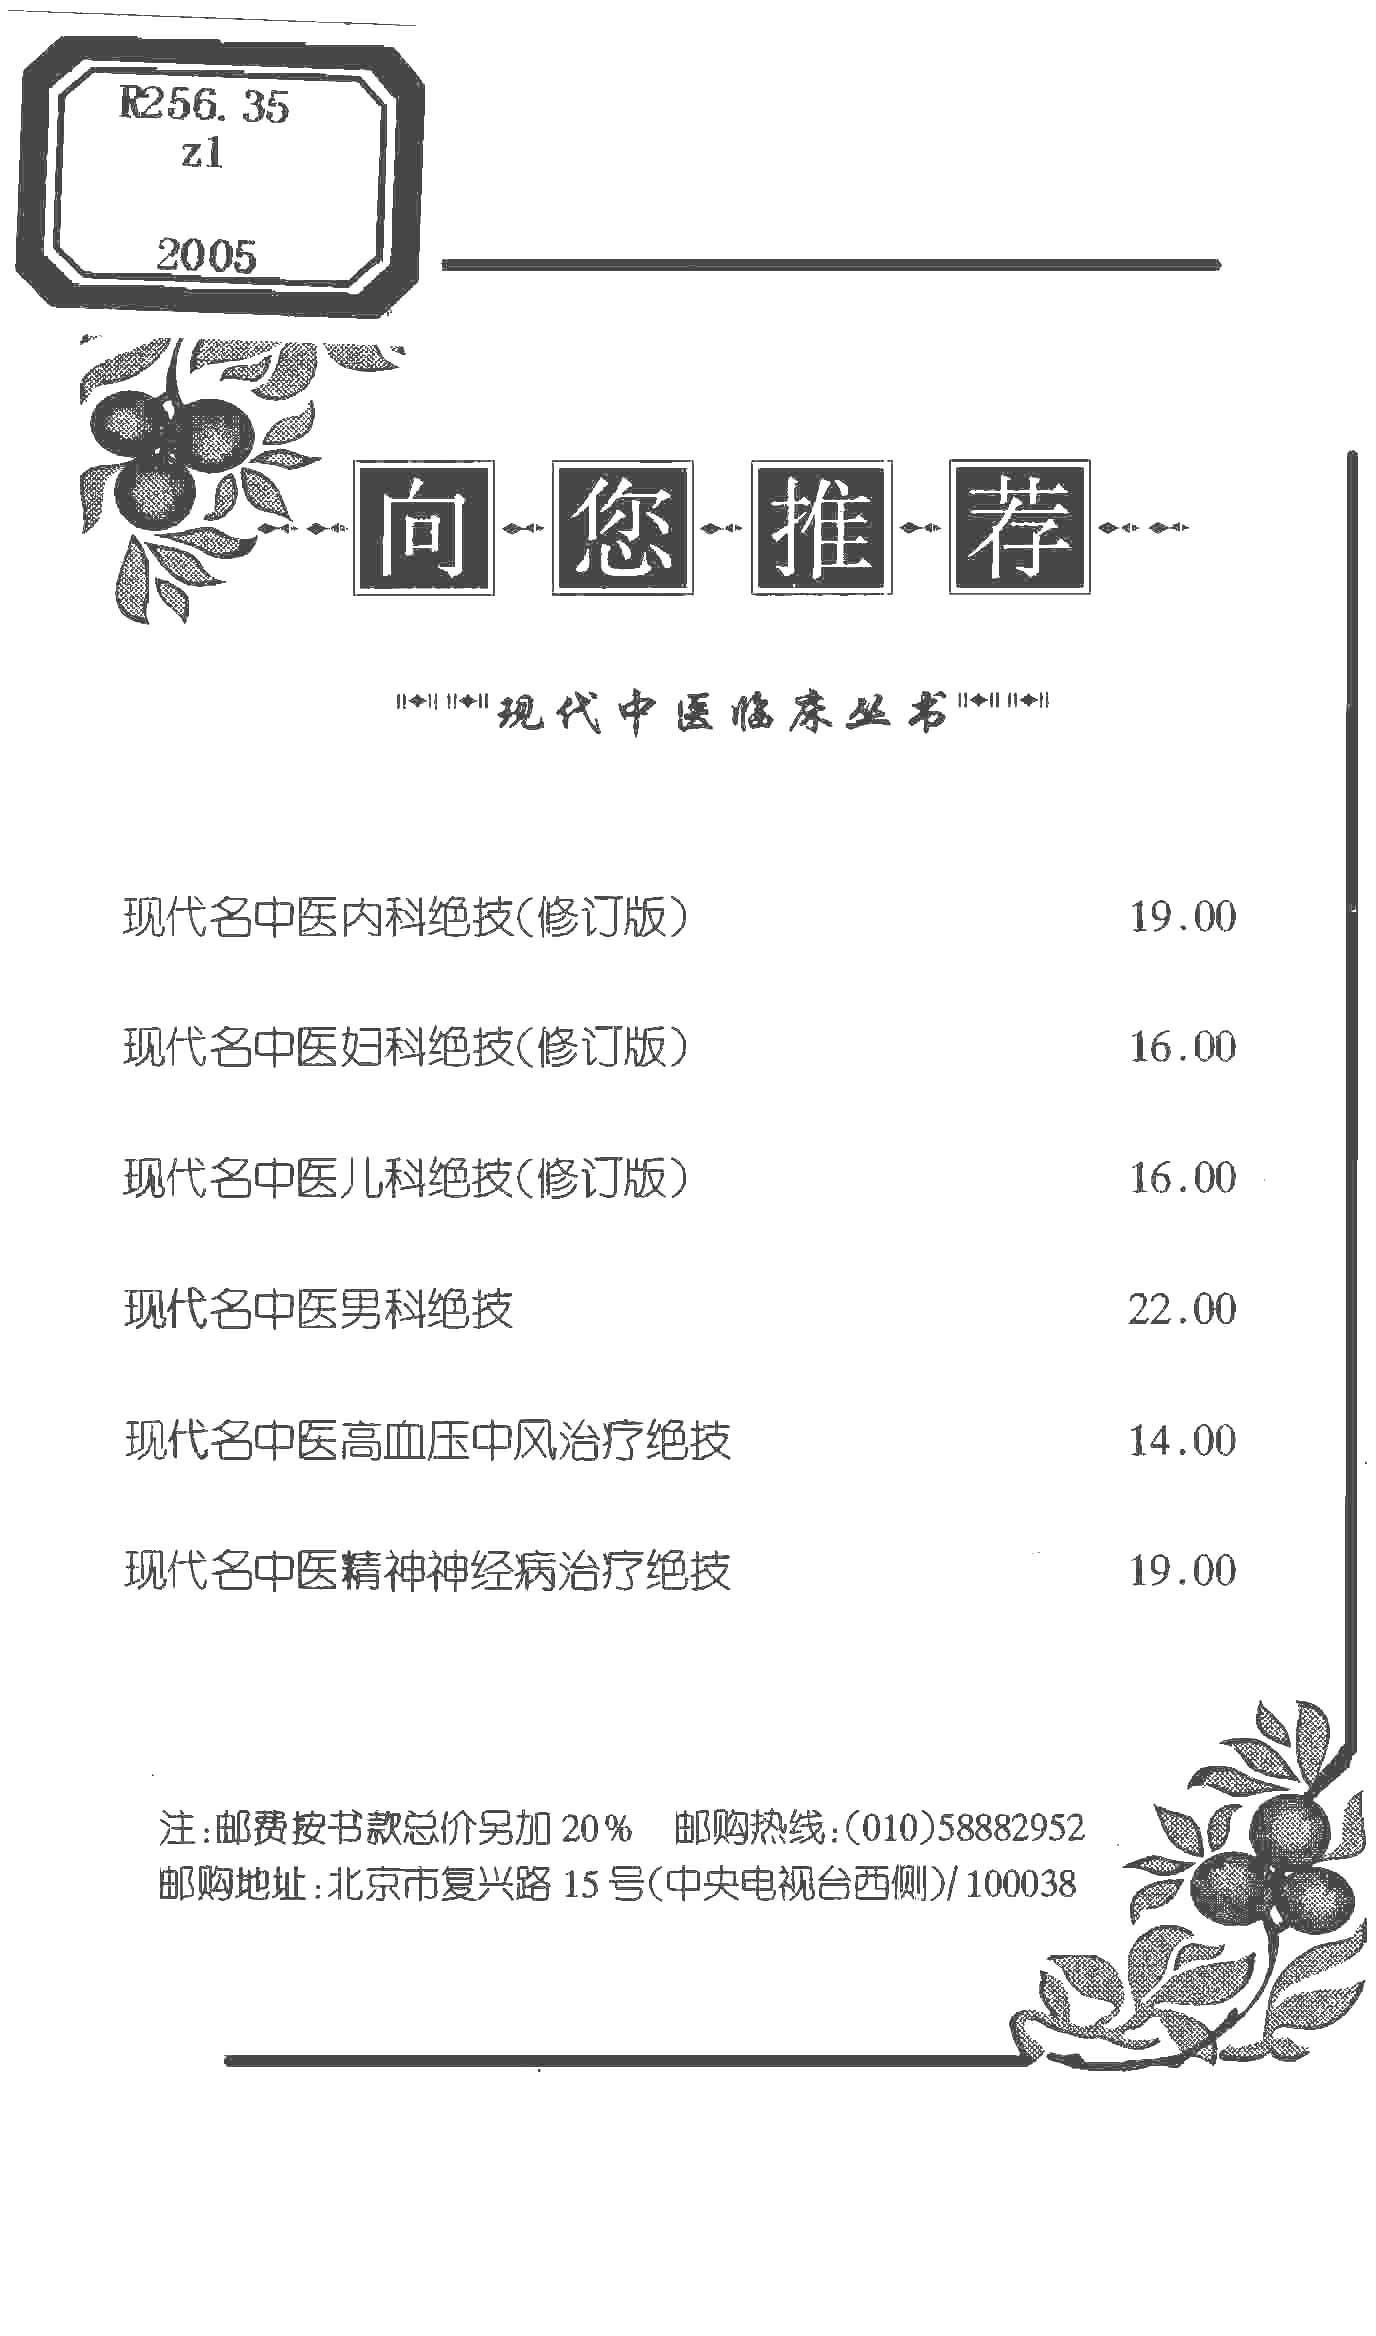 R256.35
z1
2005
向您推荐
现代中医临床丛书
现代名中医内科绝技(修订版) 19.00
现代名中医妇科绝技(修订版) 16.00
现代名中医儿科绝技(修订版) 16.00
现代名中医男科绝技 22.00
现代名中医高血压中风治疗绝技 14.00
现代名中医精神神经病治疗绝技 19.00
注:邮费按书款总价另加 20% 邮购热线:(010)58882952
邮购地址:北京市复兴路 15 号(中央电视台西侧)/100038